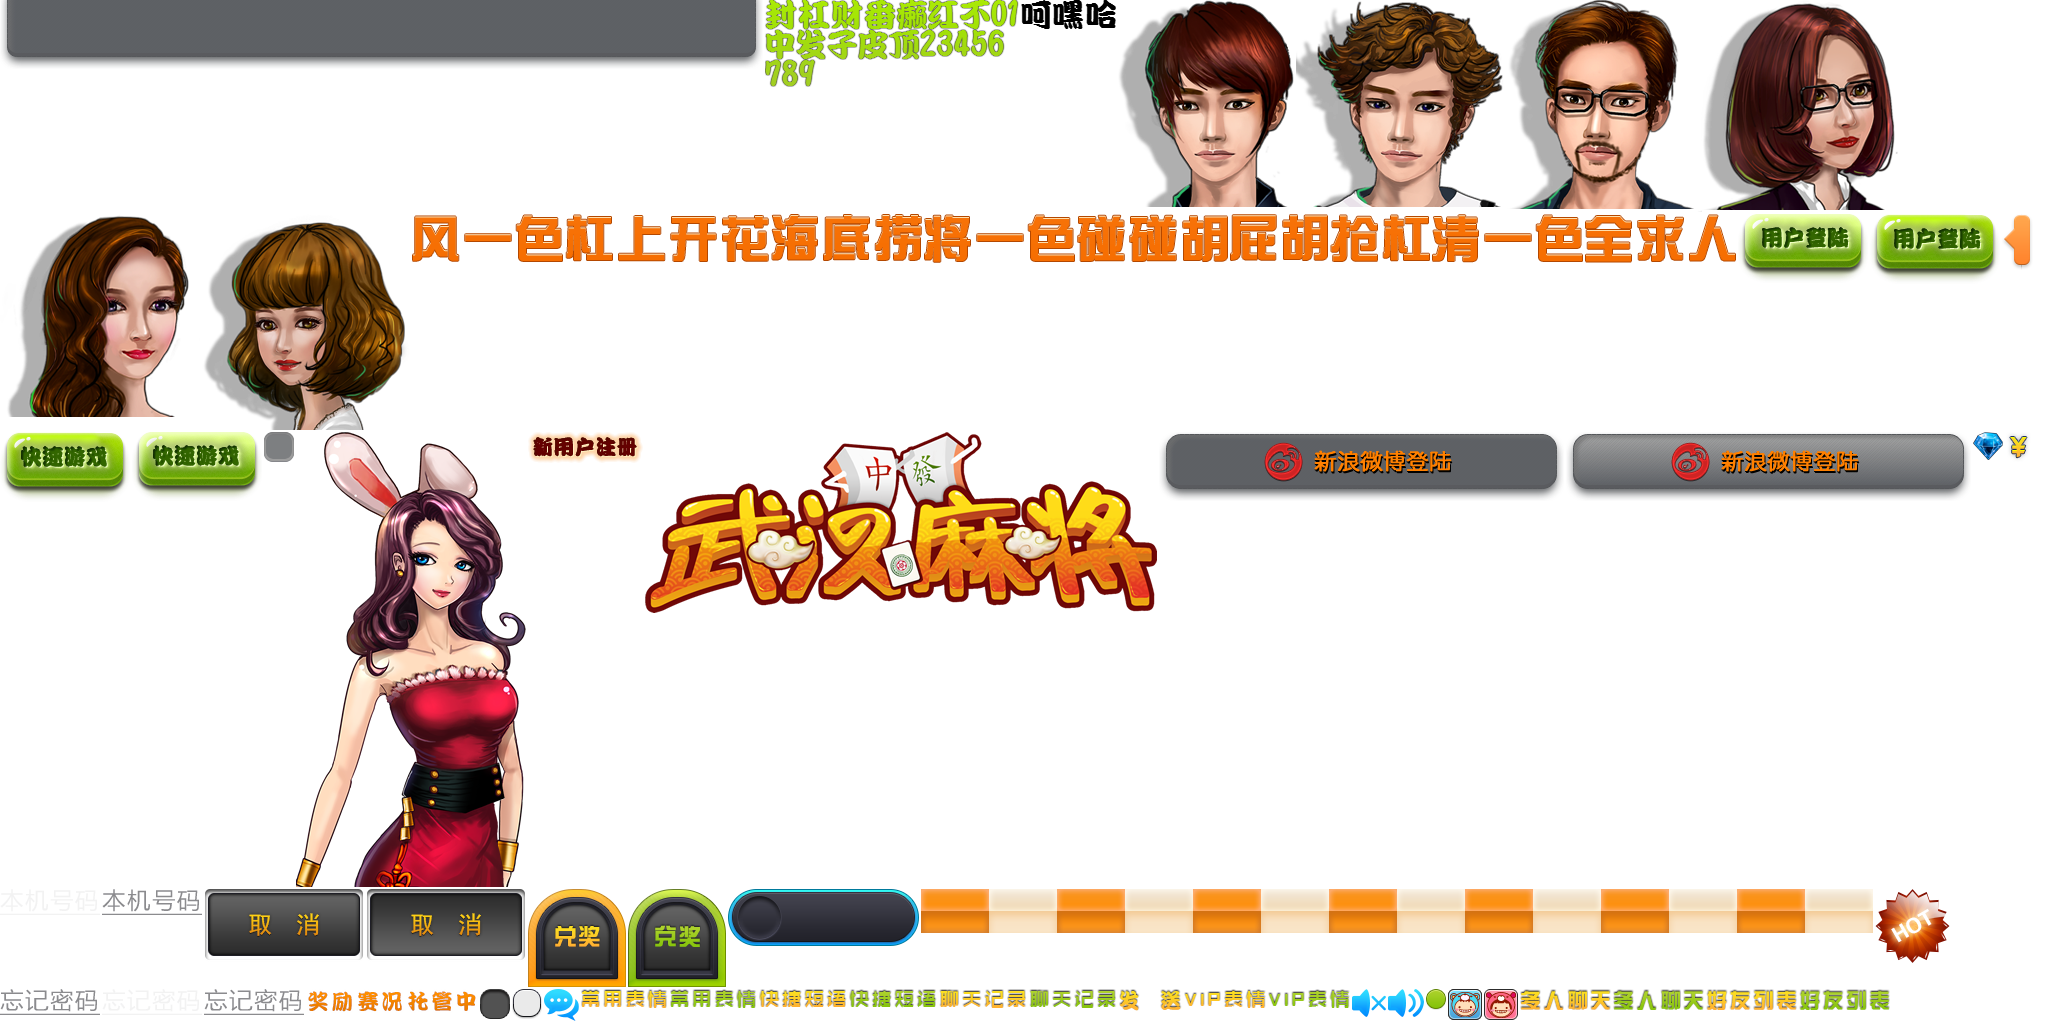 封杠财番癞红不01呵嘿哈
中发子皮顶23456
789
风一色杠上开花海底捞将一色碰碰胡屁胡抢杠清一色全求人
用户登陆
用户登陆
快速游戏
快速游戏
新用户注册
中 發
武汉麻将
新浪微博登陆
新浪微博登陆
¥
本机号码
本机号码
取 消
取 消
兑奖
兑奖
HOT
忘记密码
忘记密码
忘记密码
奖励赛况托管中
常用表情常用表情快捷短语快捷短语聊天记录聊天记录发 送VIP表情VIP表情
多人聊天多人聊天好友列表好友列表